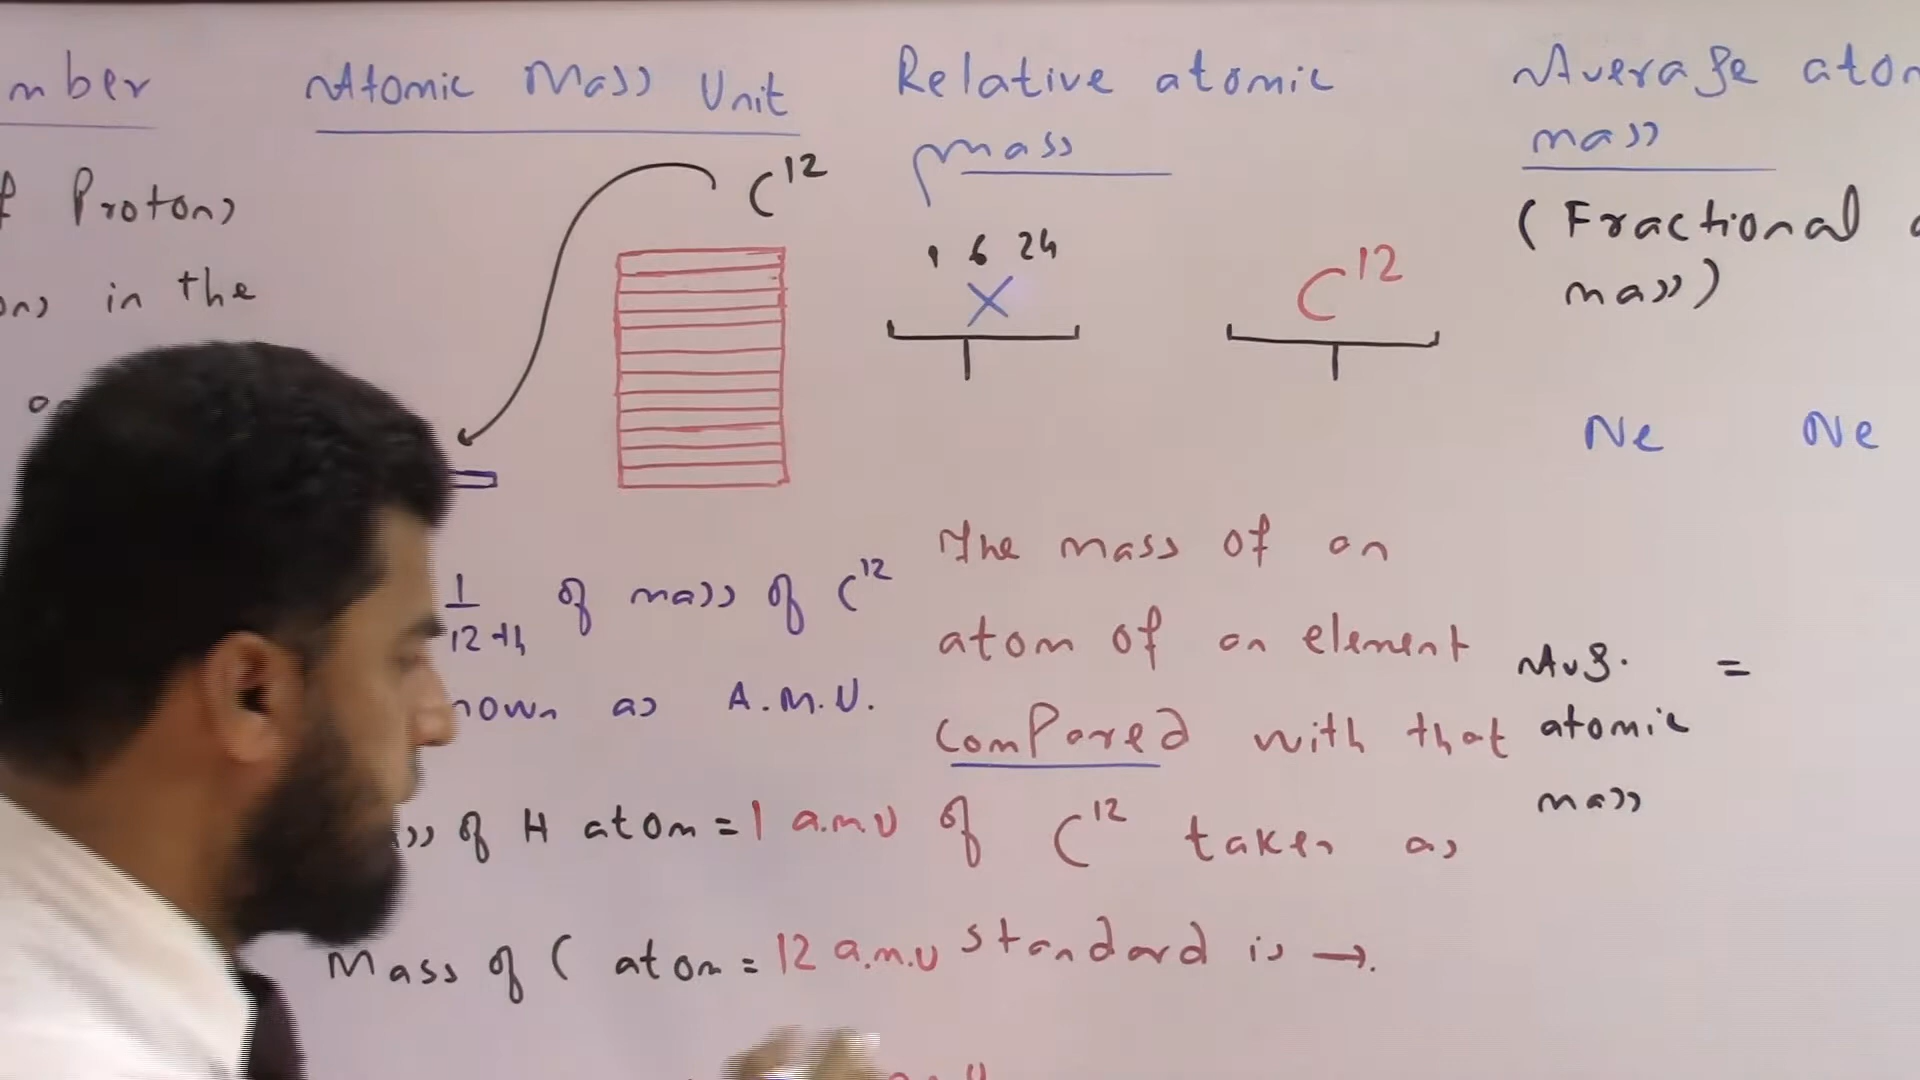 mber
f Protons
ons in the
Atomic Mass Unit
C12
1/12th of mass of C12
nown as A.M.U.
ss of H atom = 1 a.m.u
Mass of C atom = 12 a.m.u
Relative atomic
mass
1 6 24
X
C12
The mass of an
atom of an element
Compared with that
of C12 taken as
standard is →.
Average atom
mass
(Fractional a
mass)
Ne Ne
Avg. =
atomic
mass